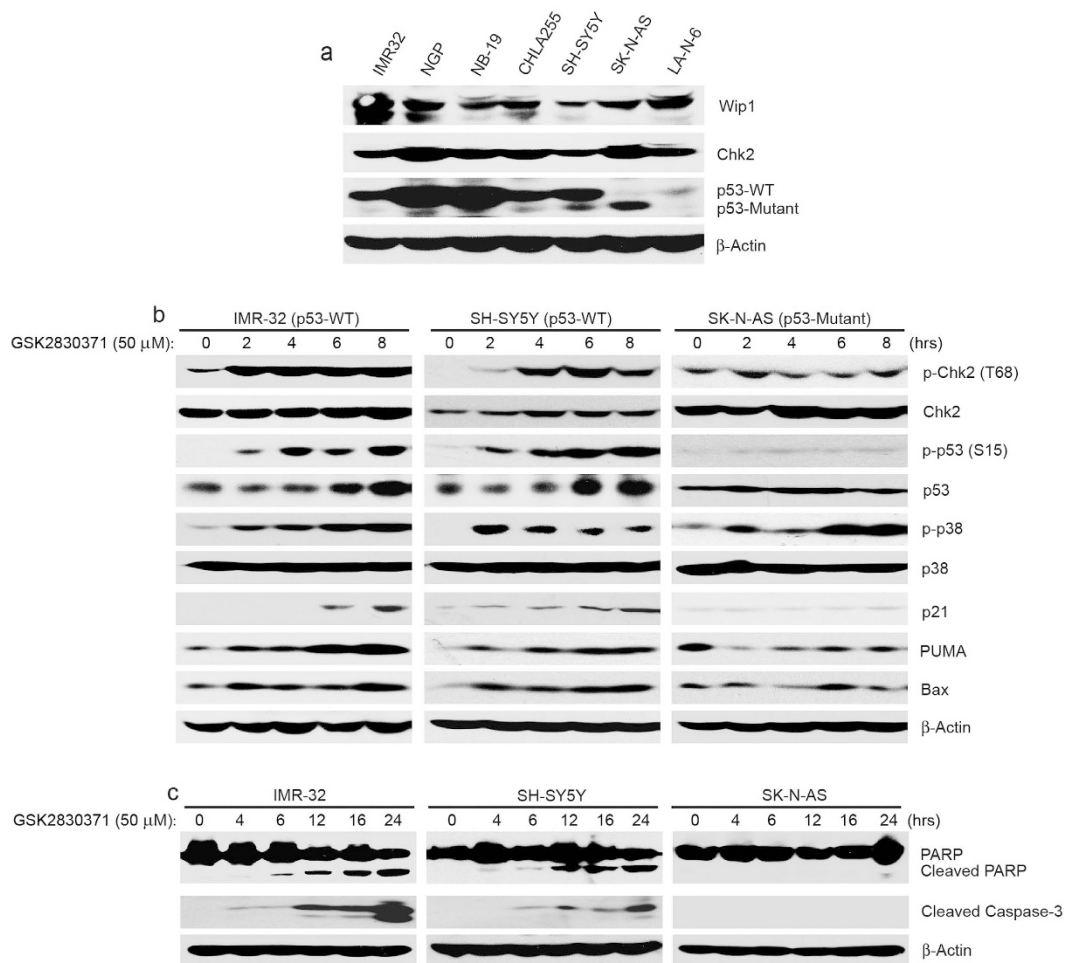 a
IMR32 NGP NB-19 CHLA255 SH-SY5Y SK-N-AS LA-N-6
Wip1
Chk2
p53-WT
p53-Mutant
β-Actin
b
IMR-32 (p53-WT) SH-SY5Y (p53-WT) SK-N-AS (p53-Mutant)
GSK2830371 (50 μM): 0 2 4 6 8 0 2 4 6 8 0 2 4 6 8 (hrs)
p-Chk2 (T68)
Chk2
p-p53 (S15)
p53
p-p38
p38
p21
PUMA
Bax
β-Actin
c
IMR-32 SH-SY5Y SK-N-AS
GSK2830371 (50 μM): 0 4 6 12 16 24 0 4 6 12 16 24 0 4 6 12 16 24 (hrs)
PARP
Cleaved PARP
Cleaved Caspase-3
β-Actin